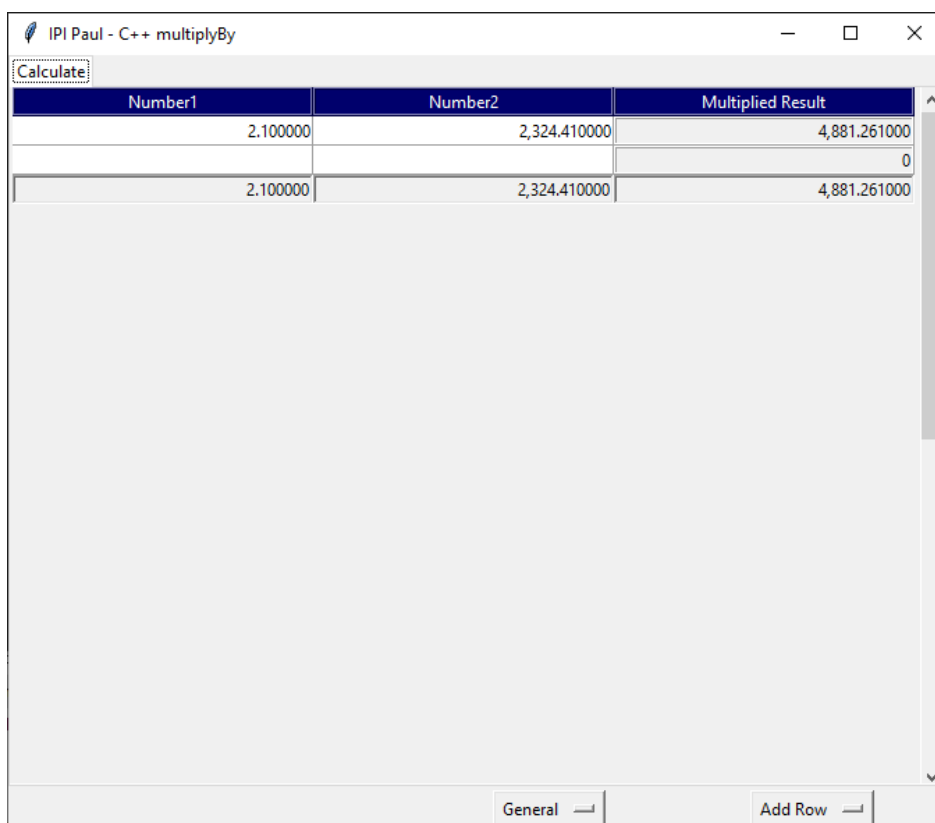 IPI Paul - C++ multiplyBy
Calculate
Number1 Number2 Multiplied Result
2.100000 2,324.410000 4,881.261000
0
2.100000 2,324.410000 4,881.261000
General Add Row